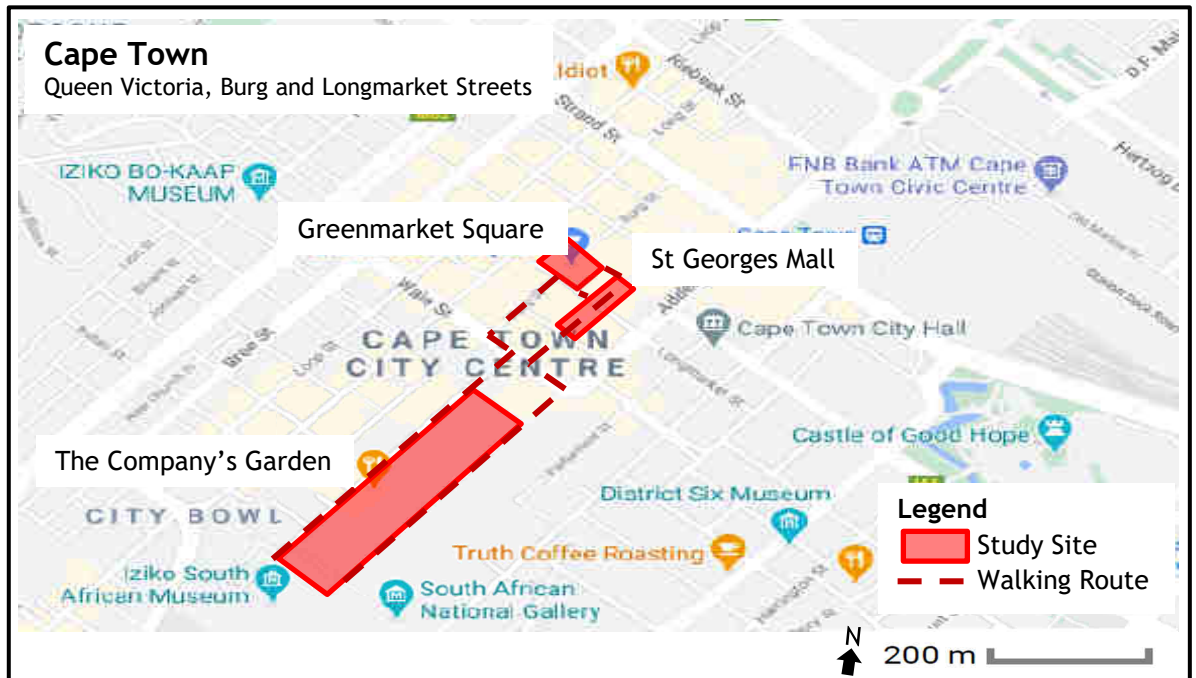 Cape Town
Queen Victoria, Burg and Longmarket Streets
Idiot
Strand St
Long St
D.F. Mal
Hertzog
IZIKO BO-KAAP
MUSEUM
FNB Bank ATM Cape
Town Civic Centre
Greenmarket Square
St Georges Mall
Wale St
Adde
Bree St
Loop St
CAPE TOWN
CITY CENTRE
Cape Town City Hall
Longmarket St
Castle of Good Hope
The Company's Garden
CITY BOWL
District Six Museum
Truth Coffee Roasting
Iziko South
African Museum
South African
National Gallery
Legend
Study Site
Walking Route
N
200 m